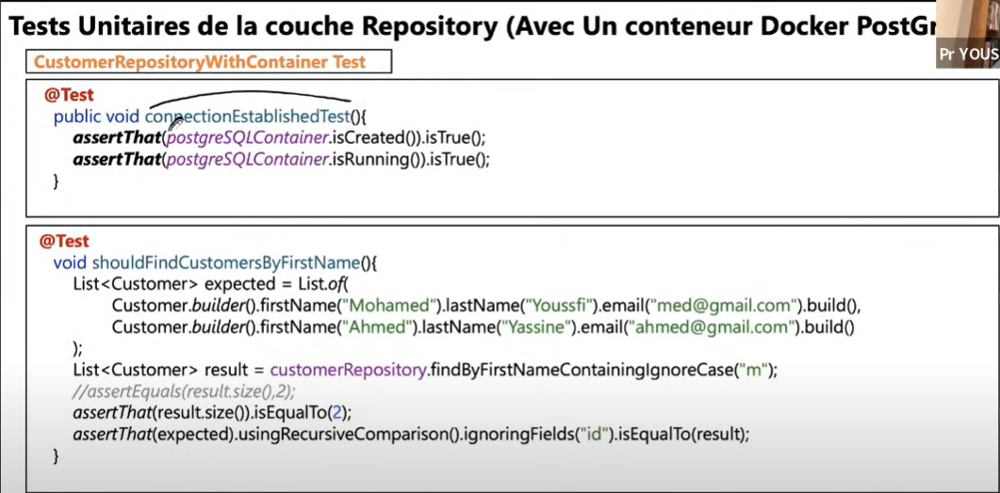 Tests Unitaires de la couche Repository (Avec Un conteneur Docker PostGr
Pr YOUS
CustomerRepositoryWithContainer Test
@Test
public void connectionEstablishedTest(){
assertThat(postgreSQLContainer.isCreated()).isTrue();
assertThat(postgreSQLContainer.isRunning()).isTrue();
}
@Test
void shouldFindCustomersByFirstName(){
List<Customer> expected = List.of(
Customer.builder().firstName("Mohamed").lastName("Youssfi").email("med@gmail.com").build(),
Customer.builder().firstName("Ahmed").lastName("Yassine").email("ahmed@gmail.com").build()
);
List<Customer> result = customerRepository.findByFirstNameContainingIgnoreCase("m");
//assertEquals(result.size(),2);
assertThat(result.size()).isEqualTo(2);
assertThat(expected).usingRecursiveComparison().ignoringFields("id").isEqualTo(result);
}